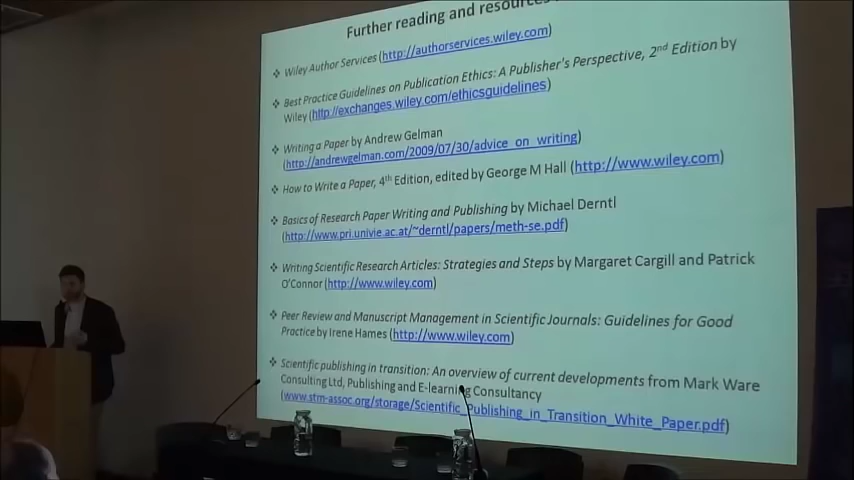 Further reading and resources
❖ Wiley Author Services (http://authorservices.wiley.com)
❖ Best Practice Guidelines on Publication Ethics: A Publisher's Perspective, 2nd Edition by
Wiley (http://exchanges.wiley.com/ethicsguidelines)
❖ Writing a Paper by Andrew Gelman
(http://andrewgelman.com/2009/07/30/advice_on_writing)
❖ How to Write a Paper, 4th Edition, edited by George M Hall (http://www.wiley.com)
❖ Basics of Research Paper Writing and Publishing by Michael Derntl
(http://www.pri.univie.ac.at/~derntl/papers/meth-se.pdf)
❖ Writing Scientific Research Articles: Strategies and Steps by Margaret Cargill and Patrick
O'Connor (http://www.wiley.com)
❖ Peer Review and Manuscript Management in Scientific Journals: Guidelines for Good
Practice by Irene Hames (http://www.wiley.com)
❖ Scientific publishing in transition: An overview of current developments from Mark Ware
Consulting Ltd, Publishing and E-learning Consultancy
(www.stm-assoc.org/storage/Scientific_Publishing_in_Transition_White_Paper.pdf)